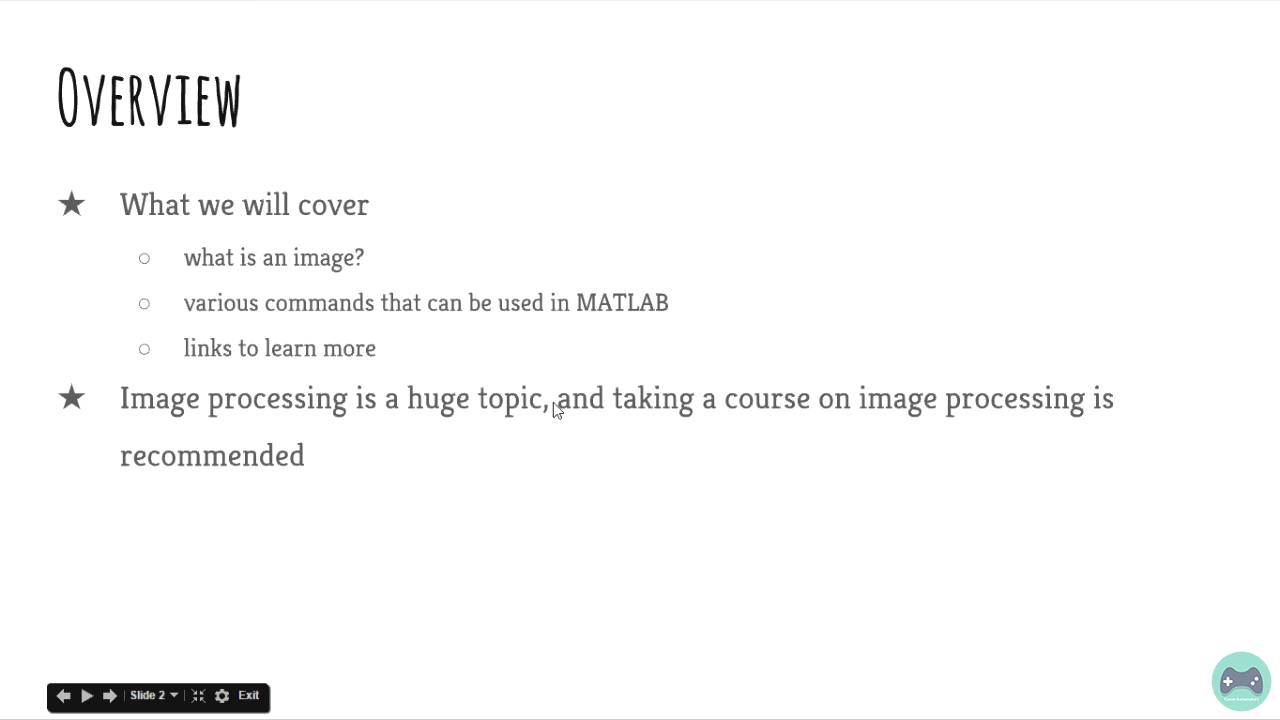 OVERVIEW
★ What we will cover
○ what is an image?
○ various commands that can be used in MATLAB
○ links to learn more
★ Image processing is a huge topic, and taking a course on image processing is
recommended
Slide 2
Exit